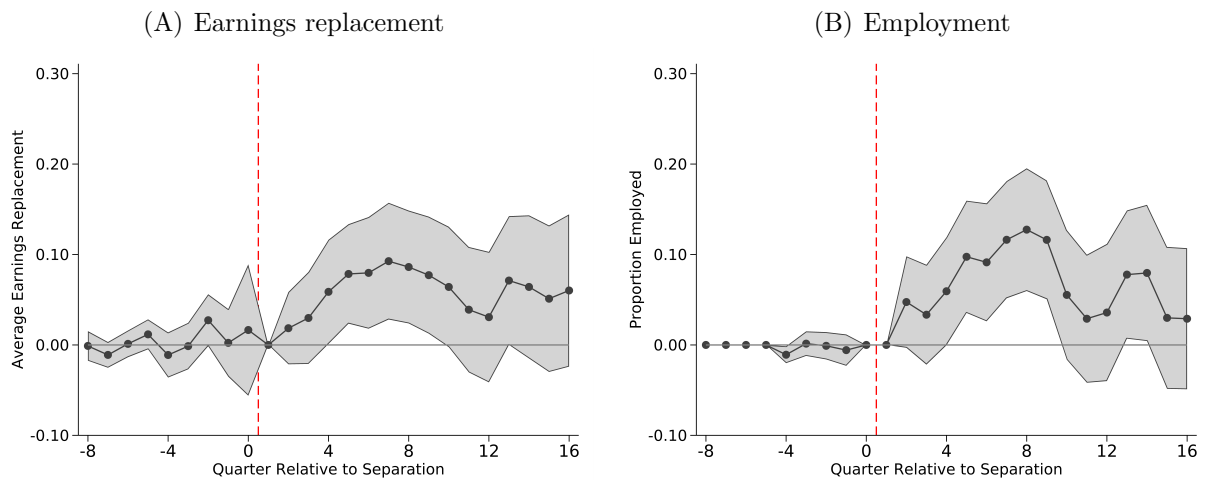 (A) Earnings replacement
Average Earnings Replacement
0.30
0.20
0.10
0.00
-0.10
-8 -4 0 4 8 12 16
Quarter Relative to Separation
(B) Employment
Proportion Employed
0.30
0.20
0.10
0.00
-0.10
-8 -4 0 4 8 12 16
Quarter Relative to Separation